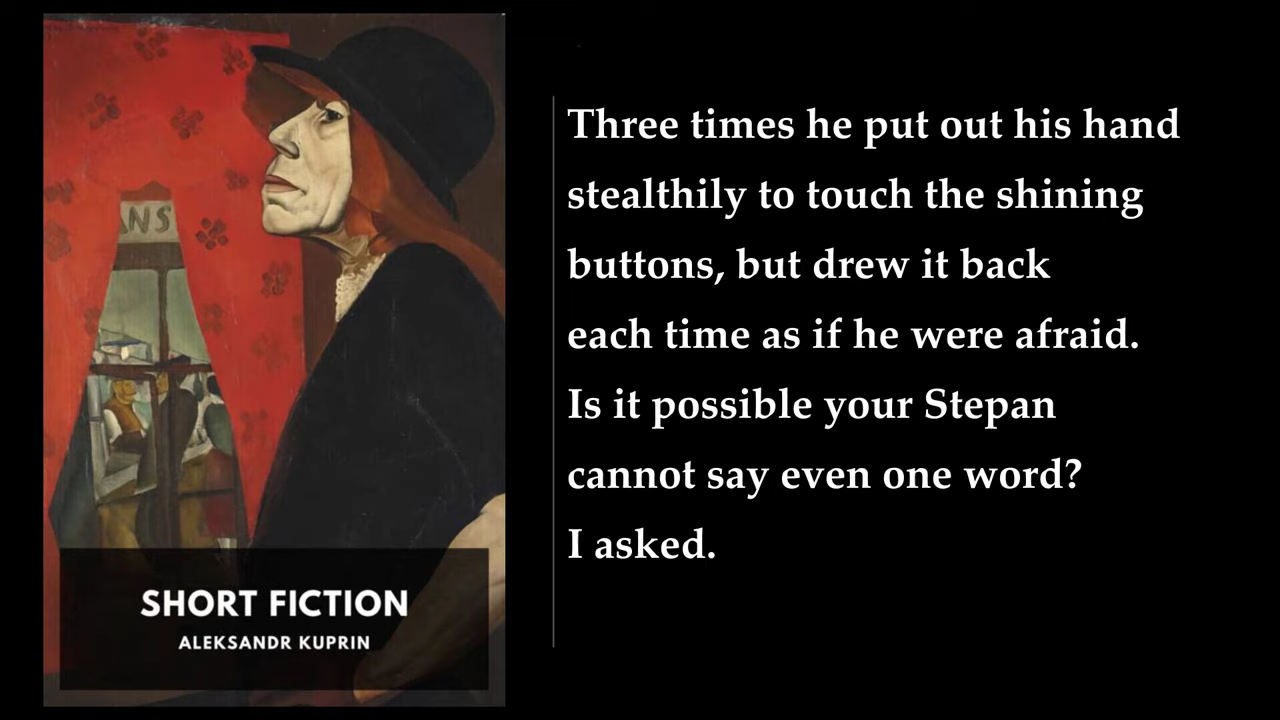 ANS
SHORT FICTION
ALEKSANDR KUPRIN
Three times he put out his hand
stealthily to touch the shining
buttons, but drew it back
each time as if he were afraid.
Is it possible your Stepan
cannot say even one word?
I asked.